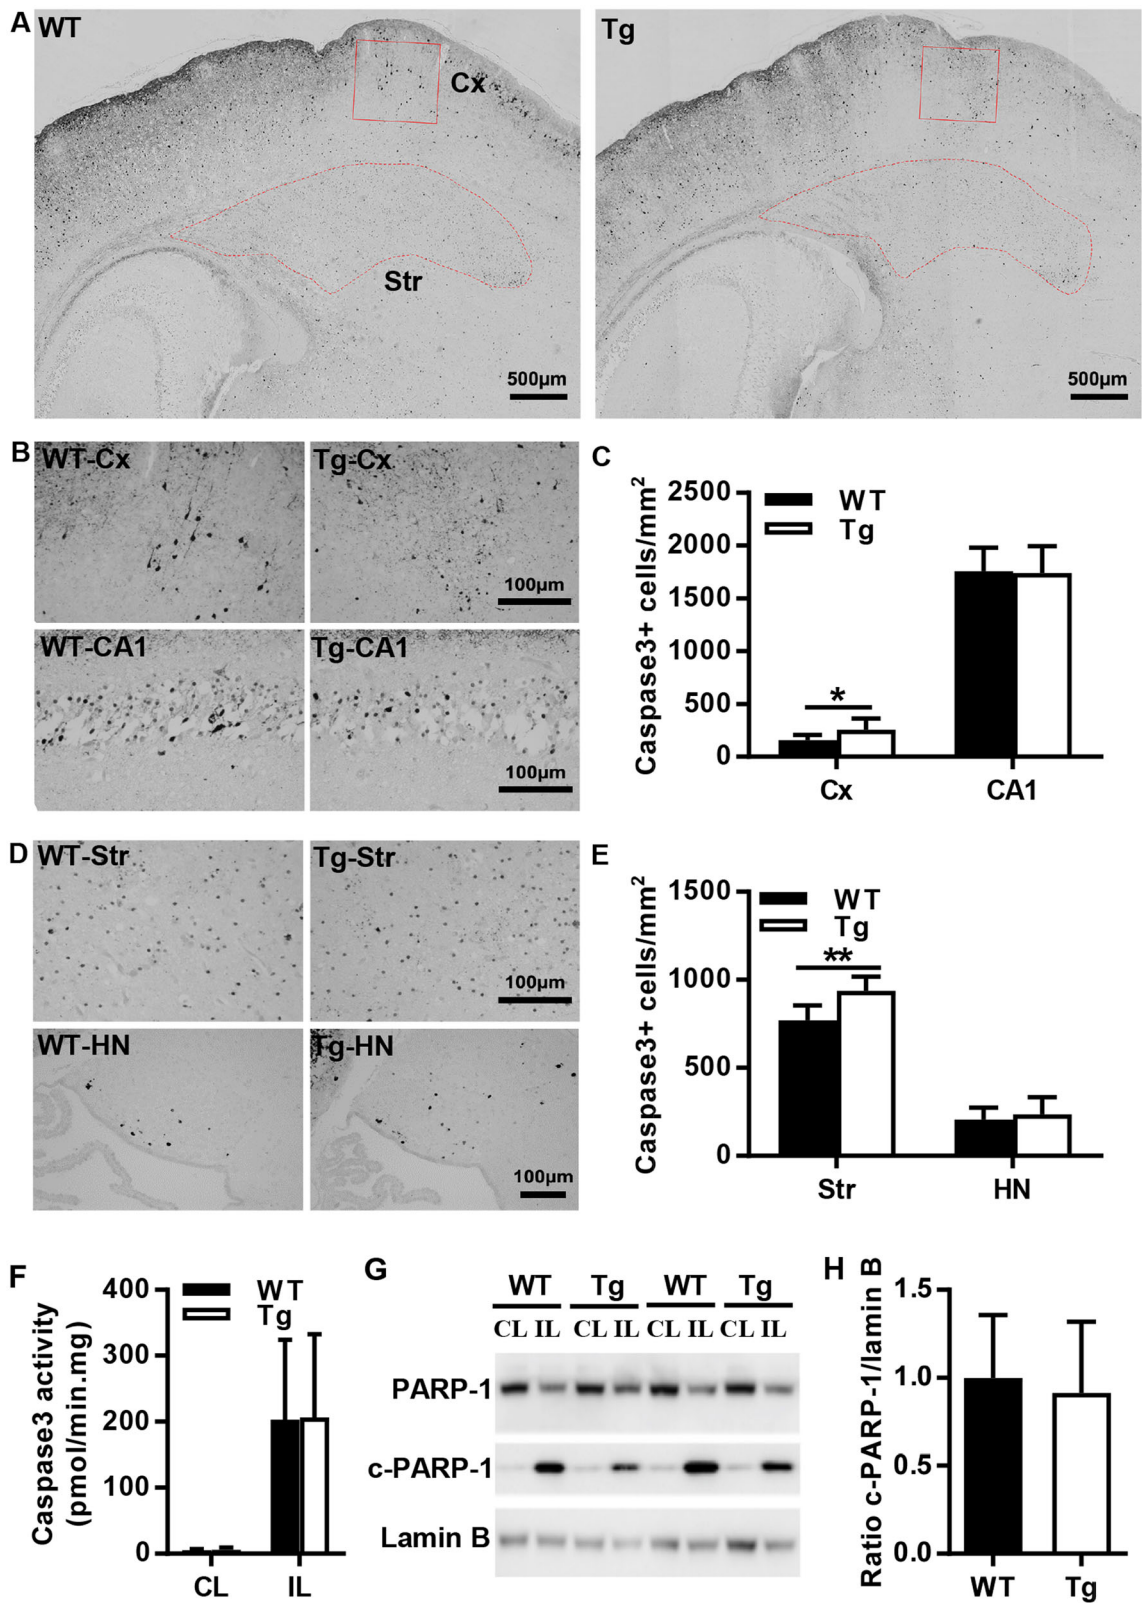 A
WT
Cx
Str
500μm
Tg
500μm
B
WT-Cx
Tg-Cx
100μm
WT-CA1
Tg-CA1
100μm
C
Caspase3+ cells/mm2
2500
2000
1500
1000
500
0
WT
Tg
*
Cx
CA1
D
WT-Str
Tg-Str
100μm
WT-HN
Tg-HN
100μm
E
Caspase3+ cells/mm2
1500
1000
500
0
WT
Tg
**
Str
HN
F
Caspase3 activity
(pmol/min.mg)
400
300
200
100
0
WT
Tg
CL
IL
G
WT Tg WT Tg
CL IL CL IL CL IL CL IL
PARP-1
c-PARP-1
Lamin B
H
Ratio c-PARP-1/lamin B
1.5
1.0
0.5
0.0
WT
Tg